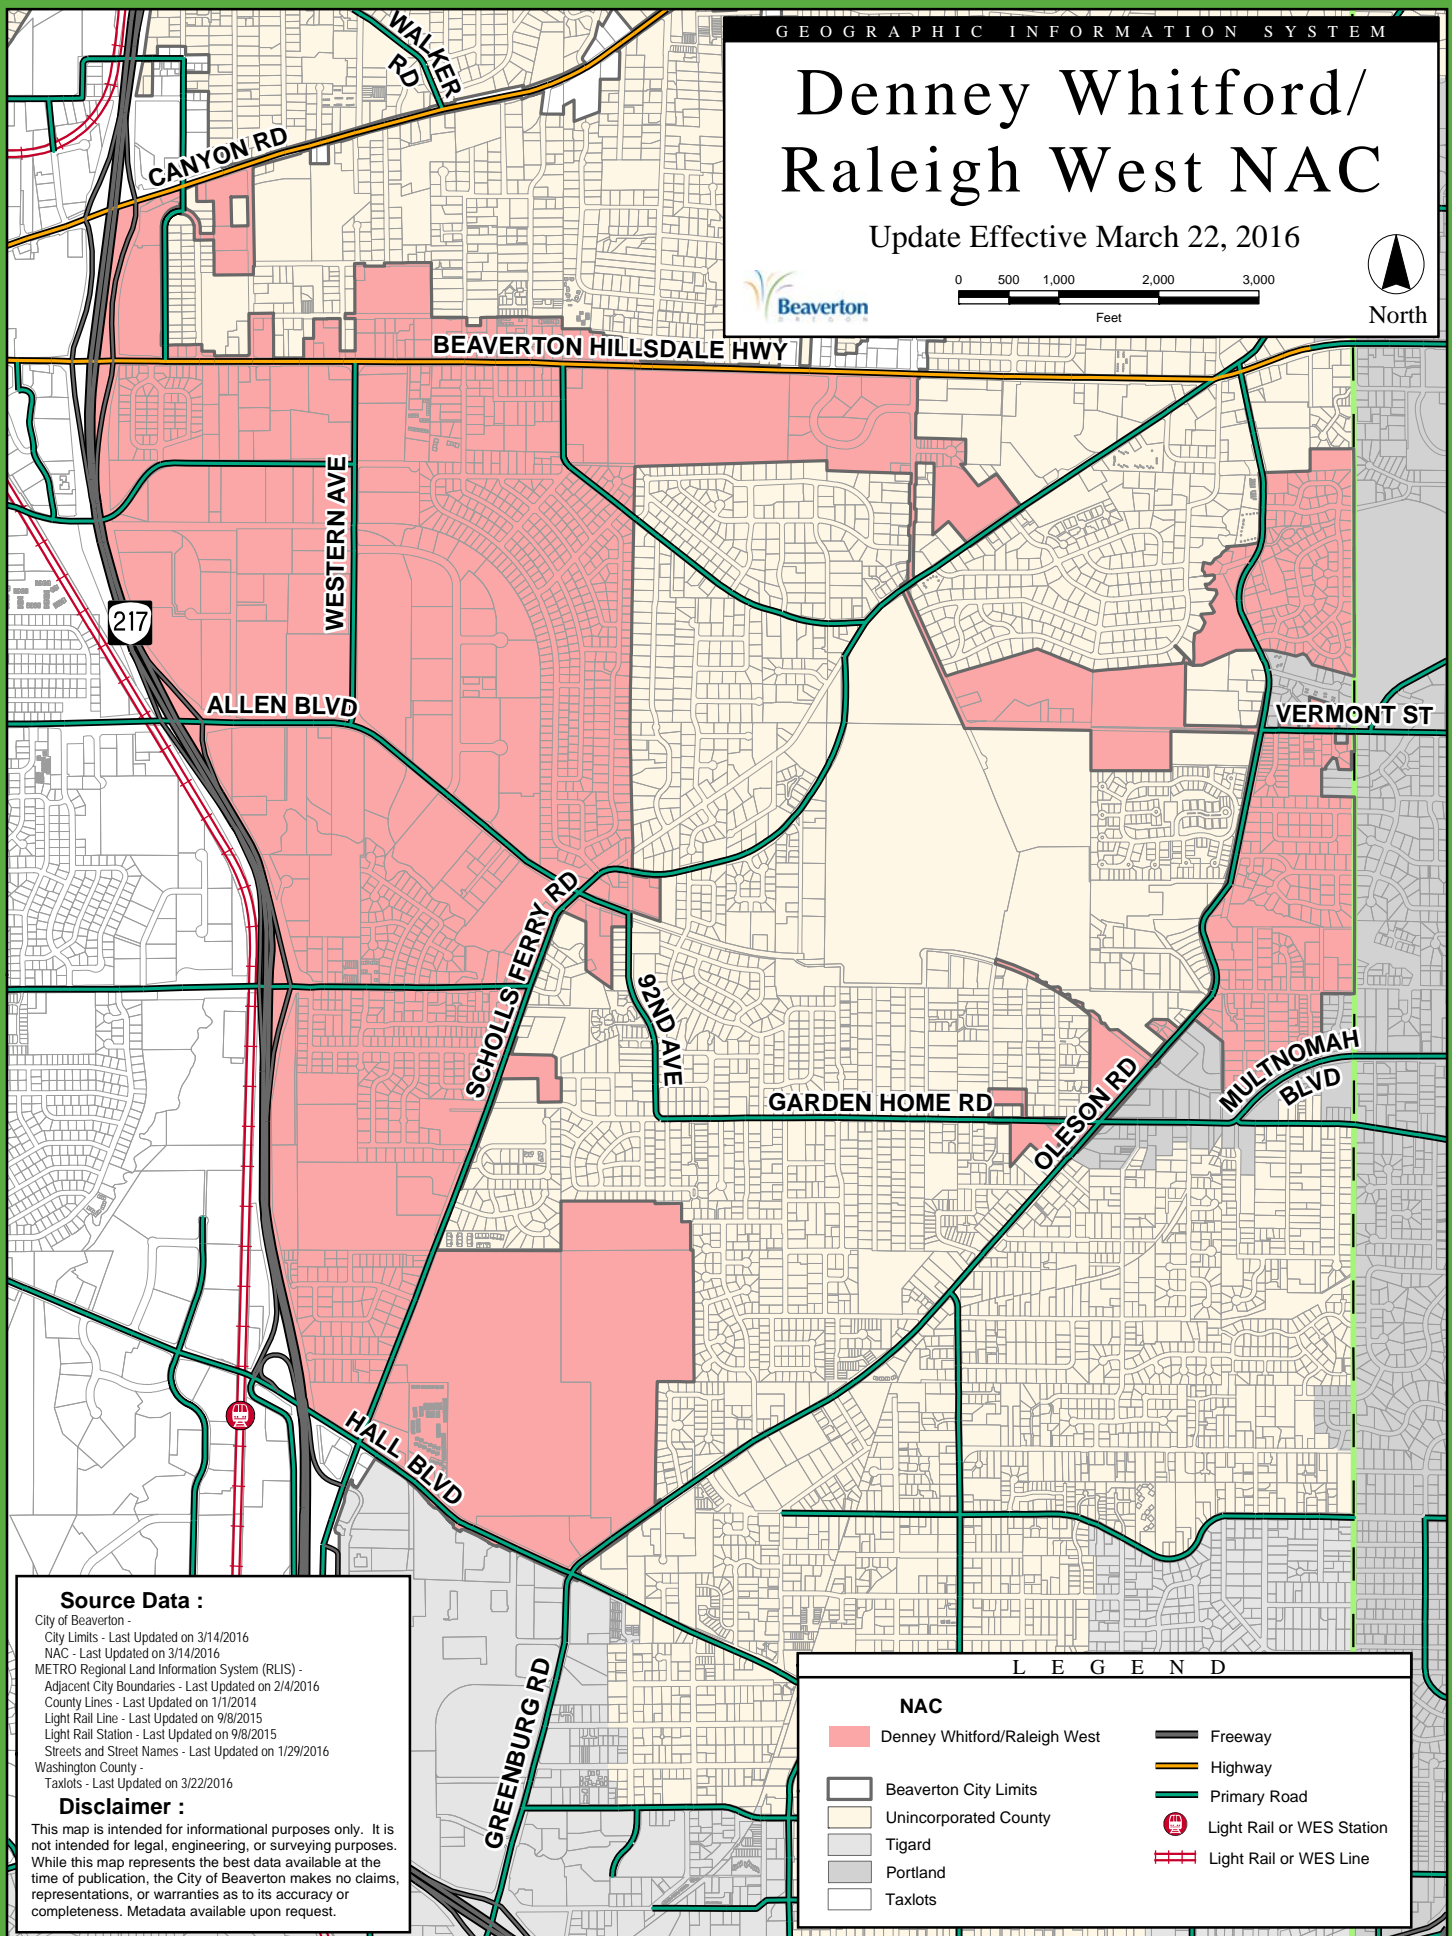 GEOGRAPHIC INFORMATION SYSTEM
Denney Whitford/
Raleigh West NAC
Update Effective March 22, 2016
0 500 1,000 2,000 3,000
Feet
Beaverton
OREGON
North
WALKER
RD
CANYON RD
BEAVERTON HILLSDALE HWY
WESTERN AVE
217
ALLEN BLVD
VERMONT ST
SCHOLLS FERRY RD
92ND AVE
GARDEN HOME RD
OLESON RD
MULTNOMAH
BLVD
HALL BLVD
GREENBURG RD
Source Data :
City of Beaverton -
City Limits - Last Updated on 3/14/2016
NAC - Last Updated on 3/14/2016
METRO Regional Land Information System (RLIS) -
Adjacent City Boundaries - Last Updated on 2/4/2016
County Lines - Last Updated on 1/1/2014
Light Rail Line - Last Updated on 9/8/2015
Light Rail Station - Last Updated on 9/8/2015
Streets and Street Names - Last Updated on 1/29/2016
Washington County -
Taxlots - Last Updated on 3/22/2016
Disclaimer :
This map is intended for informational purposes only. It is
not intended for legal, engineering, or surveying purposes.
While this map represents the best data available at the
time of publication, the City of Beaverton makes no claims,
representations, or warranties as to its accuracy or
completeness. Metadata available upon request.
LEGEND
NAC
Denney Whitford/Raleigh West
Beaverton City Limits
Unincorporated County
Tigard
Portland
Taxlots
Freeway
Highway
Primary Road
Light Rail or WES Station
Light Rail or WES Line